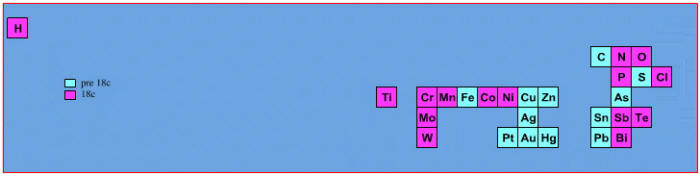 H
C N O
pre 18c
P S Cl
18c
Ti Cr Mn Fe Co Ni Cu Zn As
Mo Ag Sn Sb Te
W Pt Au Hg Pb Bi